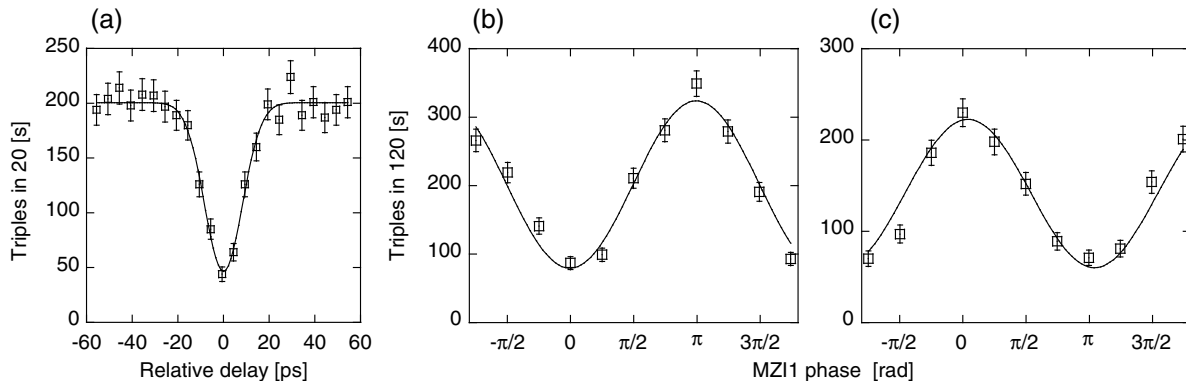 (a)
250
200
150
100
50
0
-60 -40 -20 0 20 40 60
Relative delay [ps]
Triples in 20 [s]
(b)
400
300
200
100
0
-π/2 0 π/2 π 3π/2
Triples in 120 [s]
(c)
300
200
100
0
-π/2 0 π/2 π 3π/2
MZI1 phase [rad]